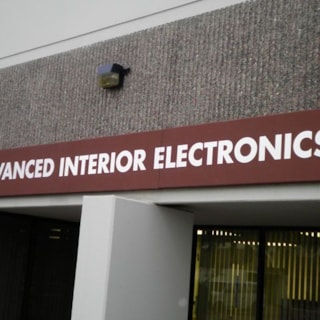 VANCED INTERIOR ELECTRONICS